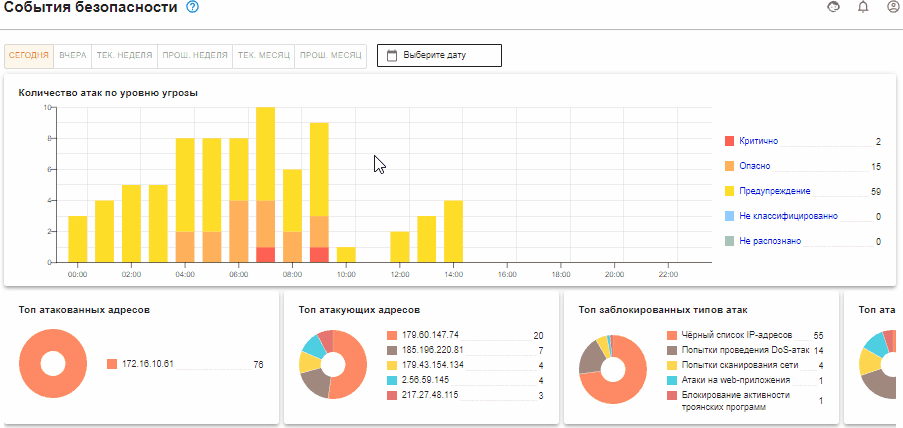 События безопасности ?
СЕГОДНЯ ВЧЕРА ТЕК. НЕДЕЛЯ ПРОШ. НЕДЕЛЯ ТЕК. МЕСЯЦ ПРОШ. МЕСЯЦ Выберите дату
Количество атак по уровню угрозы
10
8
6
4
2
0
00:00 02:00 04:00 06:00 08:00 10:00 12:00 14:00 16:00 18:00 20:00 22:00
Критично 2
Опасно 15
Предупреждение 59
Не классифицированно 0
Не распознано 0
Топ атакованных адресов
172.16.10.61 76
Топ атакующих адресов
179.60.147.74 20
185.196.220.81 7
179.43.154.134 4
2.56.59.145 4
217.27.48.115 3
Топ заблокированных типов атак
Чёрный список IP-адресов 55
Попытки проведения DoS-атак 14
Попытки сканирования сети 4
Атаки на web-приложения 1
Блокирование активности
троянских программ 1
Топ ата